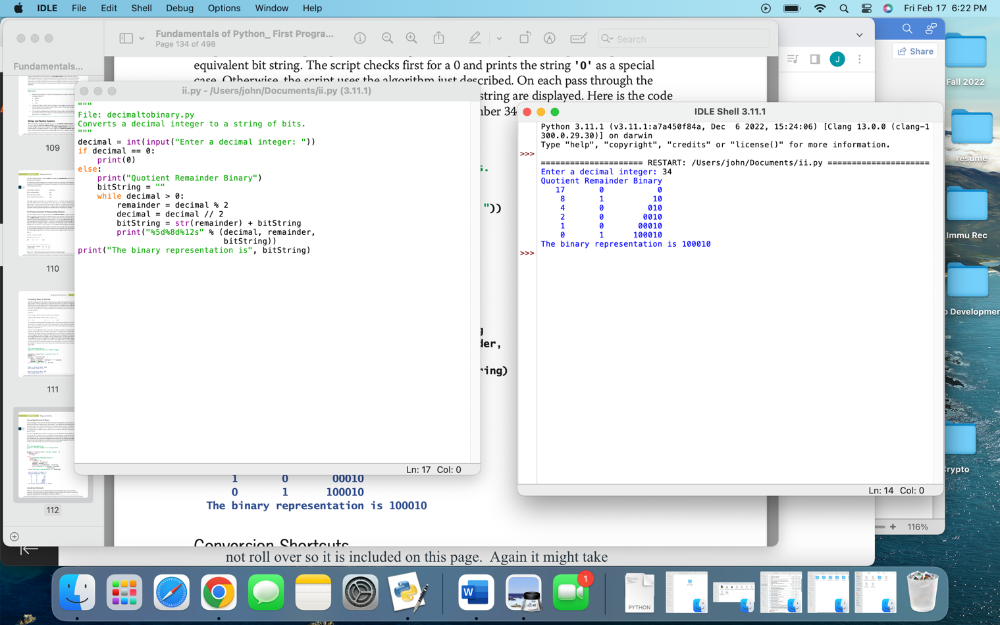 IDLE File Edit Shell Debug Options Window Help
Fri Feb 17 6:22 PM
Fundamentals of Python_ First Progra...
Page 134 of 498
Search
Fundamentals...
equivalent bit string. The script checks first for a 0 and prints the string '0' as a special
case. Otherwise, the script uses the algorithm just described. On each pass through the
string are displayed. Here is the code
nber 34
s.
"))
g
der,
ring)
109
110
111
112
ii.py - /Users/john/Documents/ii.py (3.11.1)
"""
File: decimaltobinary.py
Converts a decimal integer to a string of bits.
"""
decimal = int(input("Enter a decimal integer: "))
if decimal == 0:
print(0)
else:
print("Quotient Remainder Binary")
bitString = ""
while decimal > 0:
remainder = decimal % 2
decimal = decimal // 2
bitString = str(remainder) + bitString
print("%5d%8d%12s" % (decimal, remainder,
bitString))
print("The binary representation is", bitString)
Ln: 17 Col: 0
IDLE Shell 3.11.1
Python 3.11.1 (v3.11.1:a7a450f84a, Dec 6 2022, 15:24:06) [Clang 13.0.0 (clang-1
300.0.29.30)] on darwin
Type "help", "copyright", "credits" or "license()" for more information.
>>>
===================== RESTART: /Users/john/Documents/ii.py =====================
Enter a decimal integer: 34
Quotient Remainder Binary
17 0 0
8 1 10
4 0 010
2 0 0010
1 0 00010
0 1 100010
The binary representation is 100010
>>>
Ln: 14 Col: 0
1 0 00010
0 1 100010
The binary representation is 100010
Conversion Shortcuts
not roll over so it is included on this page. Again it might take
J
Share
116%
Fall 2022
resume
Immu Rec
Developmer
Crypto
W
1
PYTHON